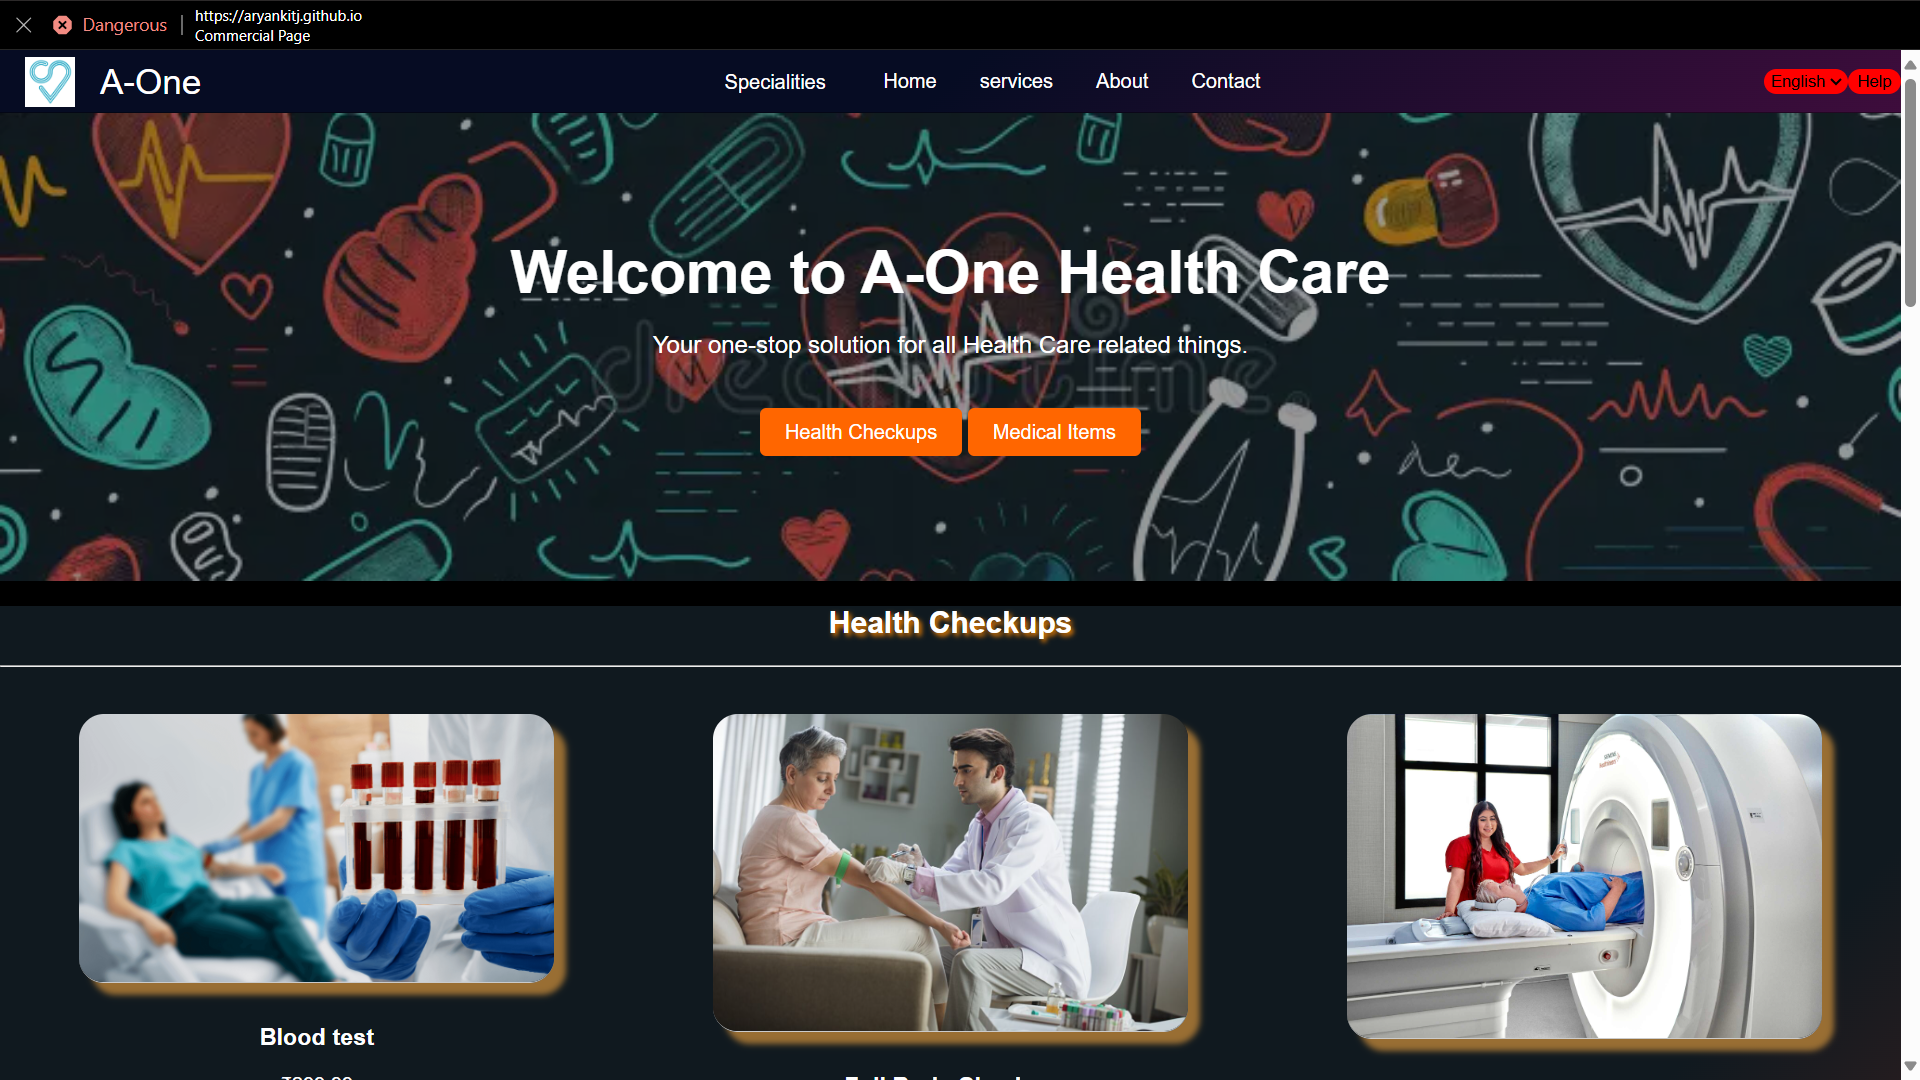 Dangerous
https://aryankitj.github.io
Commercial Page
A-One
Specialities
Home
services
About
Contact
English
Help
Welcome to A-One Health Care
Your one-stop solution for all Health Care related things.
dreamstime.
Health Checkups
Medical Items
Health Checkups
Blood test